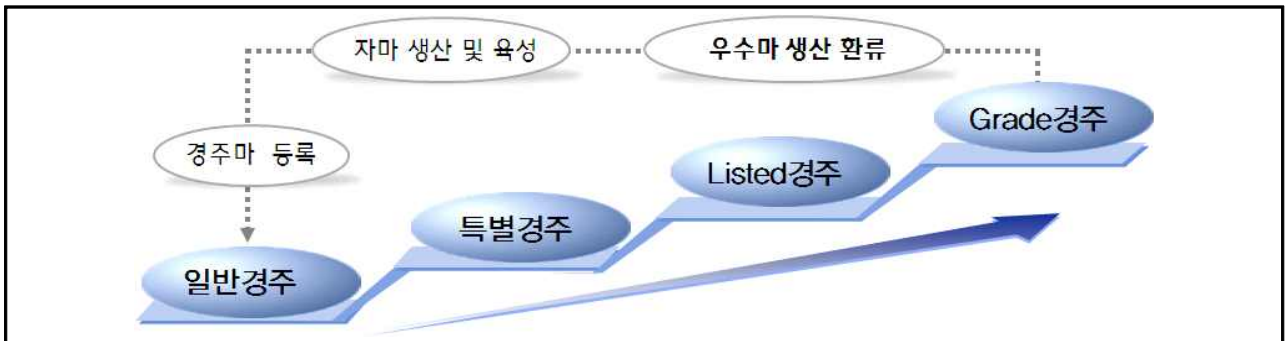 자마 생산 및 육성
우수마 생산 환류
Grade경주
경주마 등록
Listed경주
특별경주
일반경주